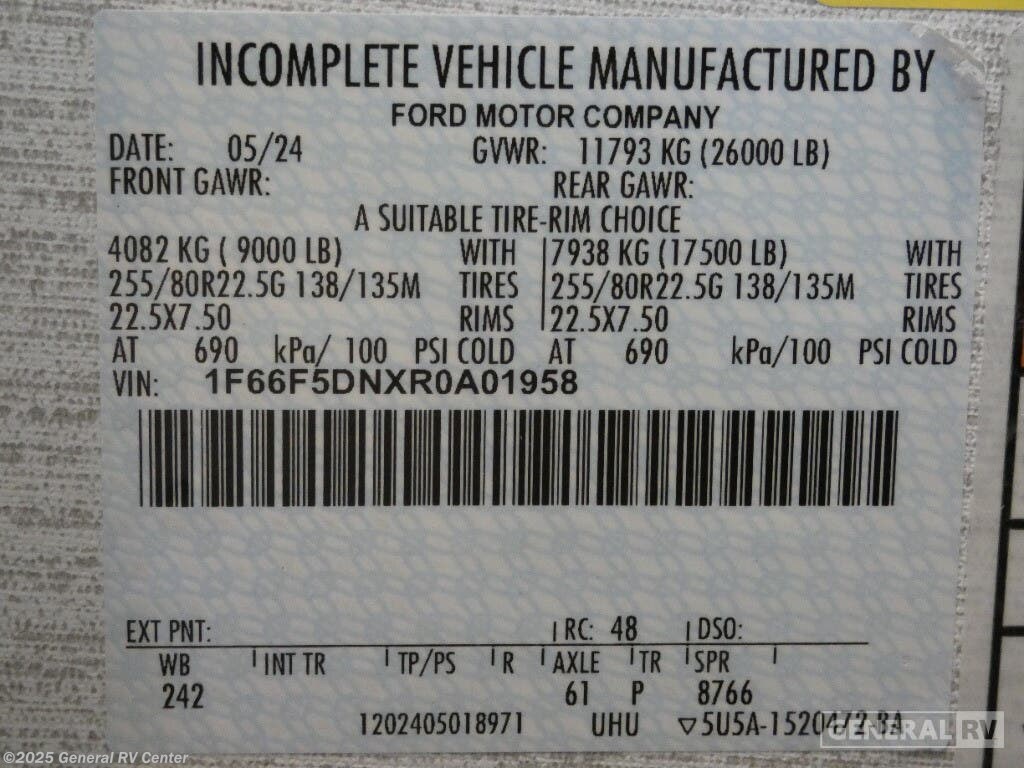 INCOMPLETE VEHICLE MANUFACTURED BY
FORD MOTOR COMPANY
DATE: 05/24 GVWR: 11793 KG (26000 LB)
FRONT GAWR: REAR GAWR:
A SUITABLE TIRE-RIM CHOICE
4082 KG ( 9000 LB) WITH 7938 KG (17500 LB) WITH
255/80R22.5G 138/135M TIRES 255/80R22.5G 138/135M TIRES
22.5X7.50 RIMS 22.5X7.50 RIMS
AT 690 kPa/ 100 PSI COLD AT 690 kPa/100 PSI COLD
VIN: 1F66F5DNXR0A01958
EXT PNT: RC: 48 DSO:
WB INT TR TP/PS R AXLE TR SPR
242 61 P 8766
1202405018971 UHU ▽5U5A-1520472-BA
GENERAL RV
©2025 General RV Center